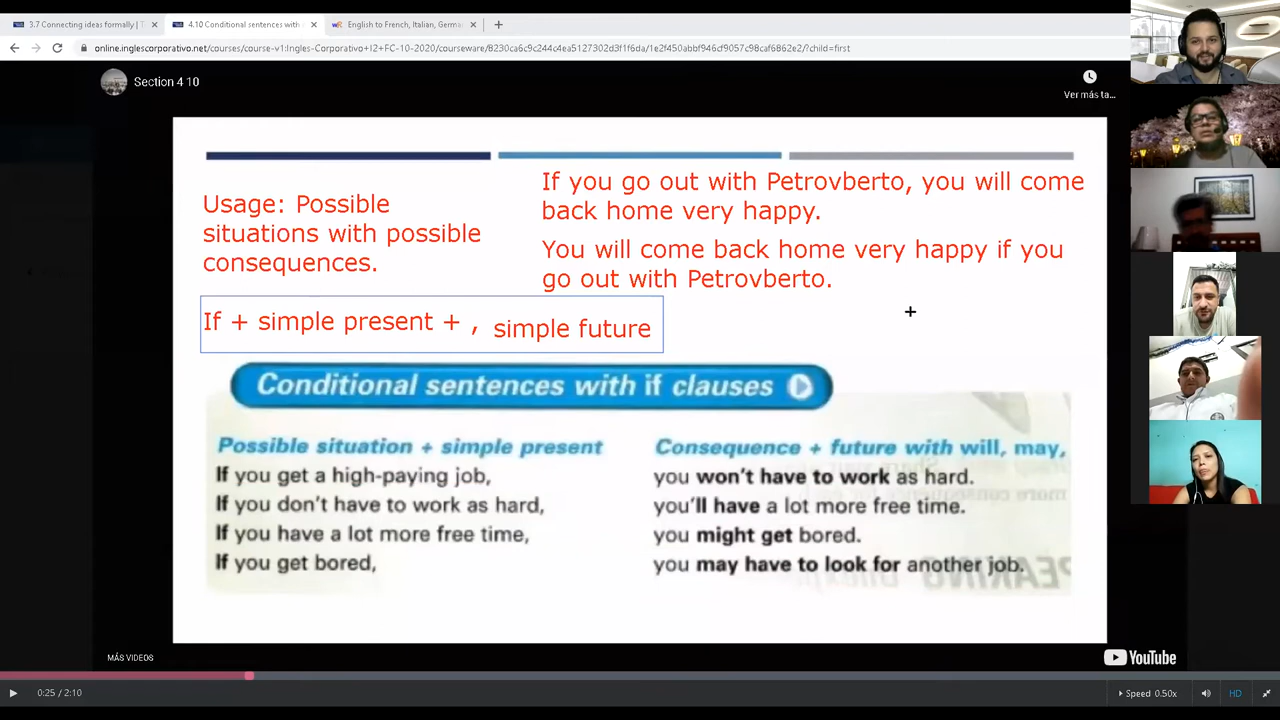 3.7 Connecting ideas formally | T
4.10 Conditional sentences with
English to French, Italian, Germa
online.inglescorporativo.net/courses/course-v1:Ingles-Corporativo+I2+FC-10-2020/courseware/8230ca6c9c244c4ea5127302d3f1f6da/1e2f450abbf946cf9057c98caf6862e2/?child=first
Section 4 10
Ver más ta...
Usage: Possible
situations with possible
consequences.
If you go out with Petrovberto, you will come
back home very happy.
You will come back home very happy if you
go out with Petrovberto.
If + simple present + , simple future
Conditional sentences with if clauses
Possible situation + simple present
If you get a high-paying job,
If you don't have to work as hard,
If you have a lot more free time,
If you get bored,
Consequence + future with will, may,
you won't have to work as hard.
you'll have a lot more free time.
you might get bored.
you may have to look for another job.
MÁS VIDEOS
YouTube
0:25 / 2:10
Speed 0.50x
HD